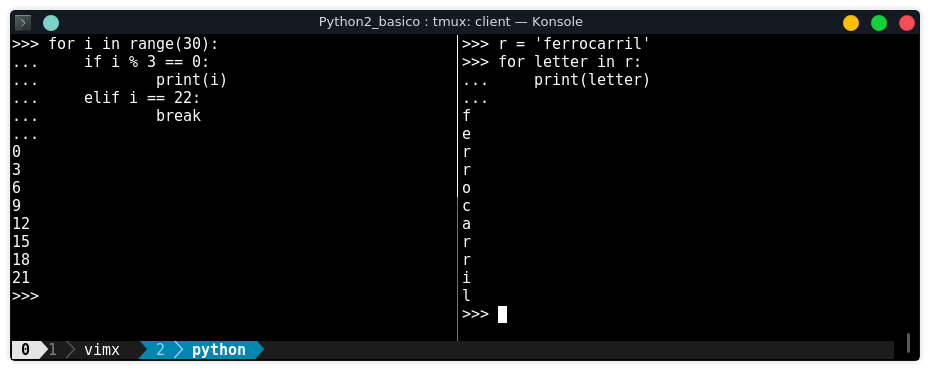 Python2_basico : tmux: client — Konsole
>>> for i in range(30):
...     if i % 3 == 0:
...             print(i)
...     elif i == 22:
...             break
...
0
3
6
9
12
15
18
21
>>>
>>> r = 'ferrocarril'
>>> for letter in r:
...     print(letter)
...
f
e
r
r
o
c
a
r
r
i
l
>>>
0 1 vimx 2 python